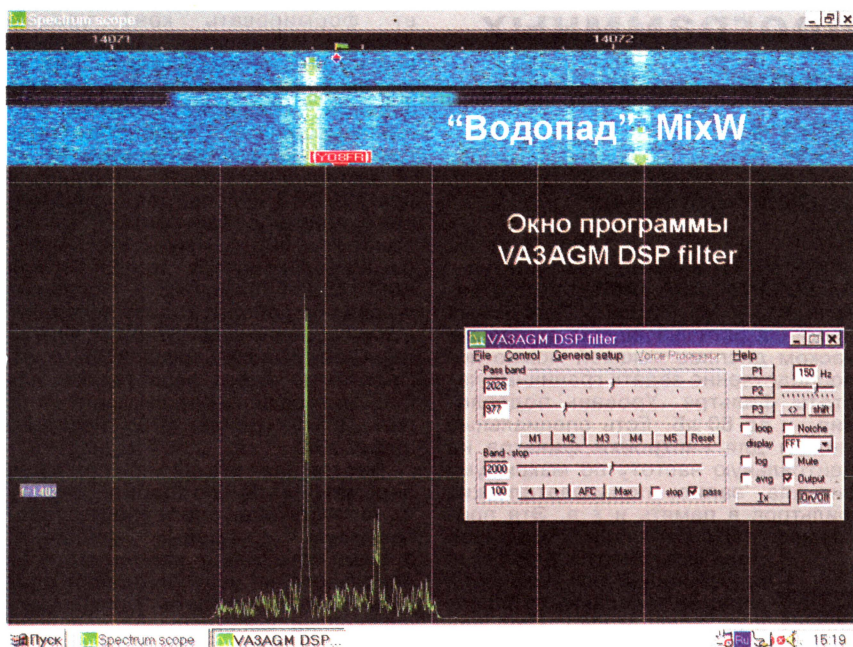 Spectrum scope
14071 14072
[YO8FR]
“Водопад” MixW
Окно программы
VA3AGM DSP filter
VA3AGM DSP filter
File Control General setup Voice Processor Help
Pass band
2028
977
M1 M2 M3 M4 M5 Reset
Band - stop
2000
100 AFC Max stop pass
P1 150 Hz
P2
P3 <> shift
loop Notche
display FFT
log Mute
avrg Output
Tx On/Off
f=1402
Пуск Spectrum scope VA3AGM DSP... Ru 15:19